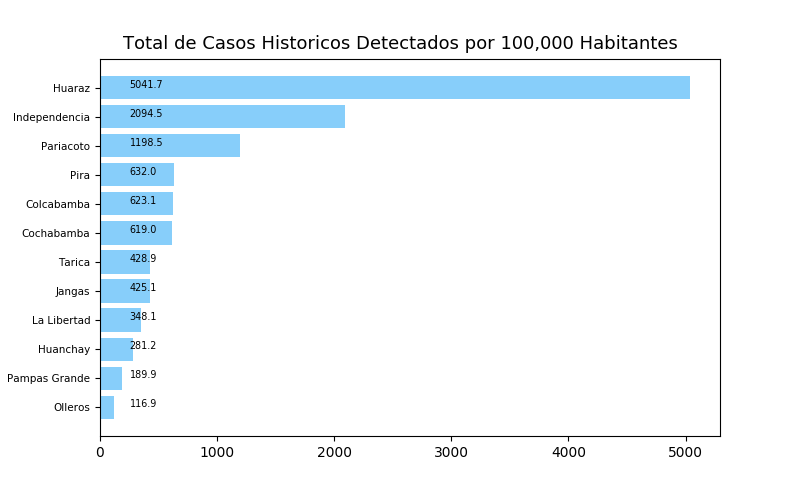 Total de Casos Historicos Detectados por 100,000 Habitantes
Huaraz 5041.7
Independencia 2094.5
Pariacoto 1198.5
Pira 632.0
Colcabamba 623.1
Cochabamba 619.0
Tarica 428.9
Jangas 425.1
La Libertad 348.1
Huanchay 281.2
Pampas Grande 189.9
Olleros 116.9
0 1000 2000 3000 4000 5000